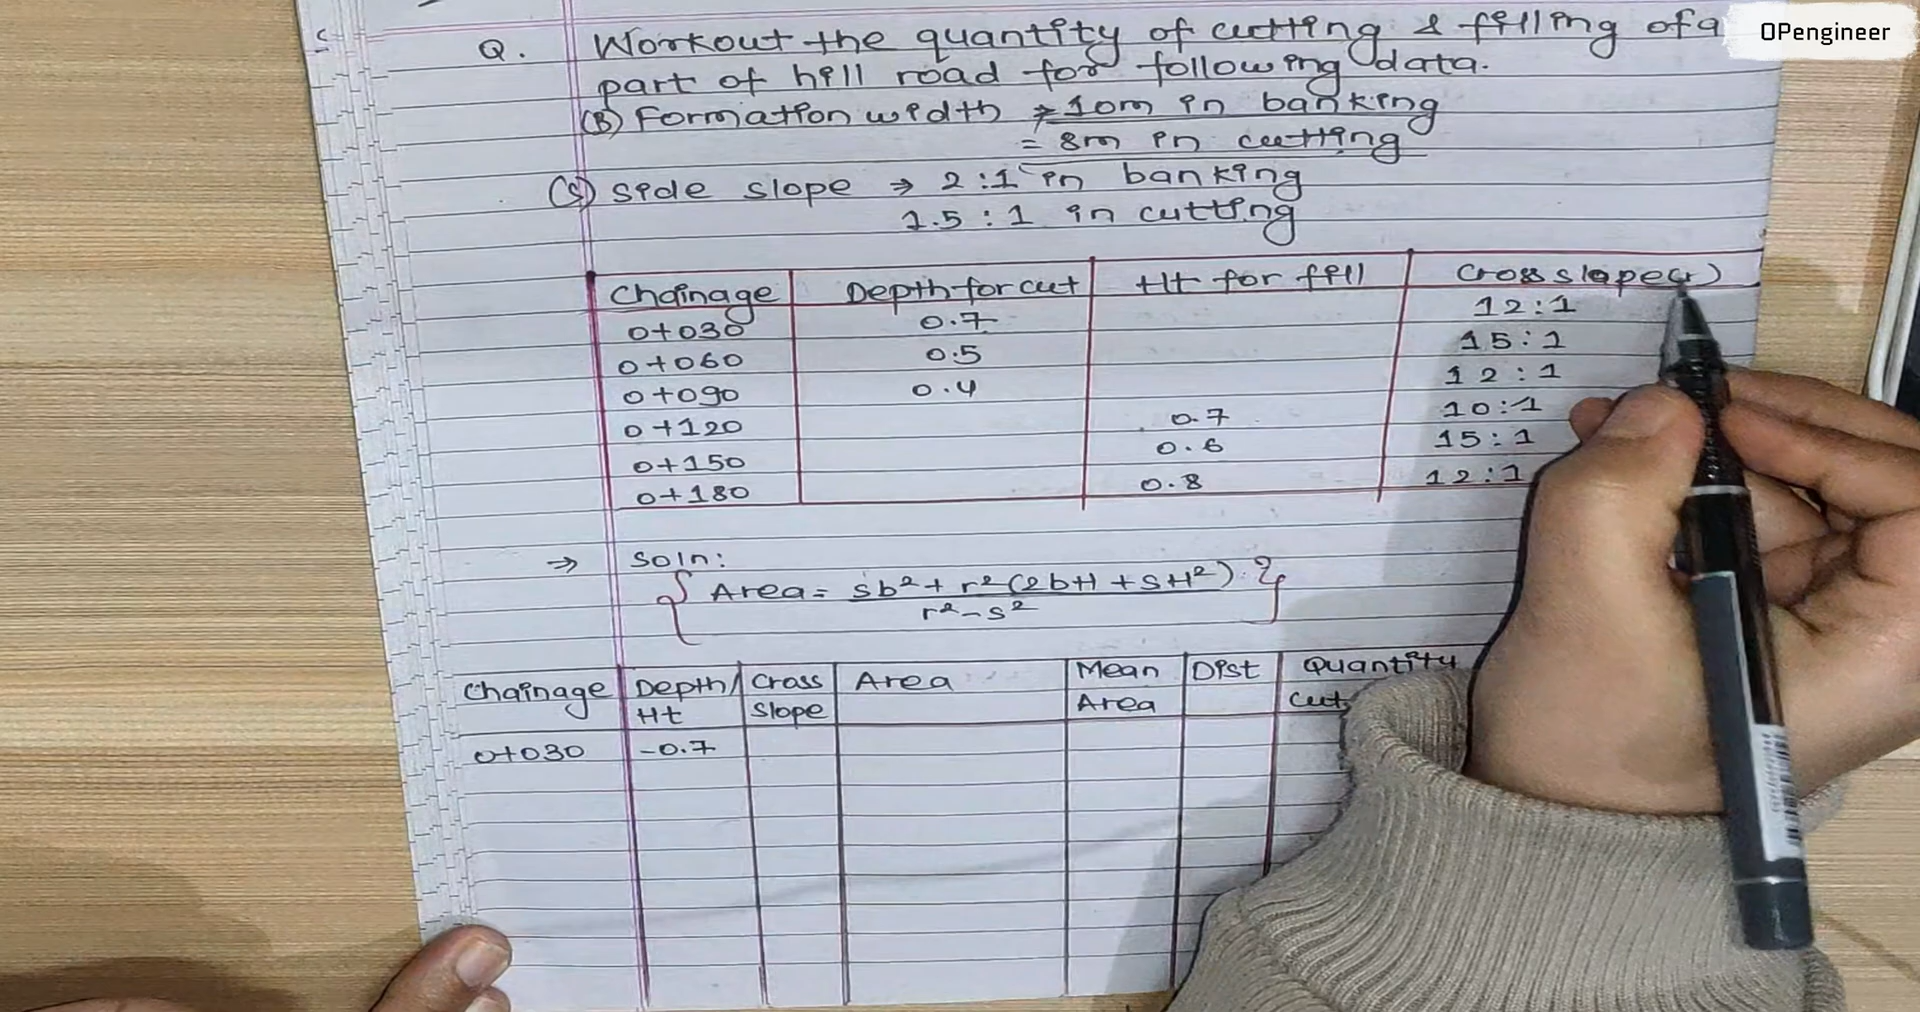 OPengineer
Q. Workout the quantity of cutting & filling of a
part of hill road for following data.
(B) Formation width → 10m in banking
= 8m in cutting
(S) side slope → 2:1 in banking
1.5 : 1 in cutting
Chainage Depth for cut Ht for fill Cross slope(r)
0+030 0.7 12:1
0+060 0.5 15:1
0+090 0.4 12:1
0+120 0.7 10:1
0+150 0.6 15:1
0+180 0.8 12:1
→ Soln:
{ Area = sb² + r² (2bH + sH²) }
r² - s²
Chainage Depth/ Cross Area Mean Dist Quantity
Ht Slope Area Cut
0+030 -0.7